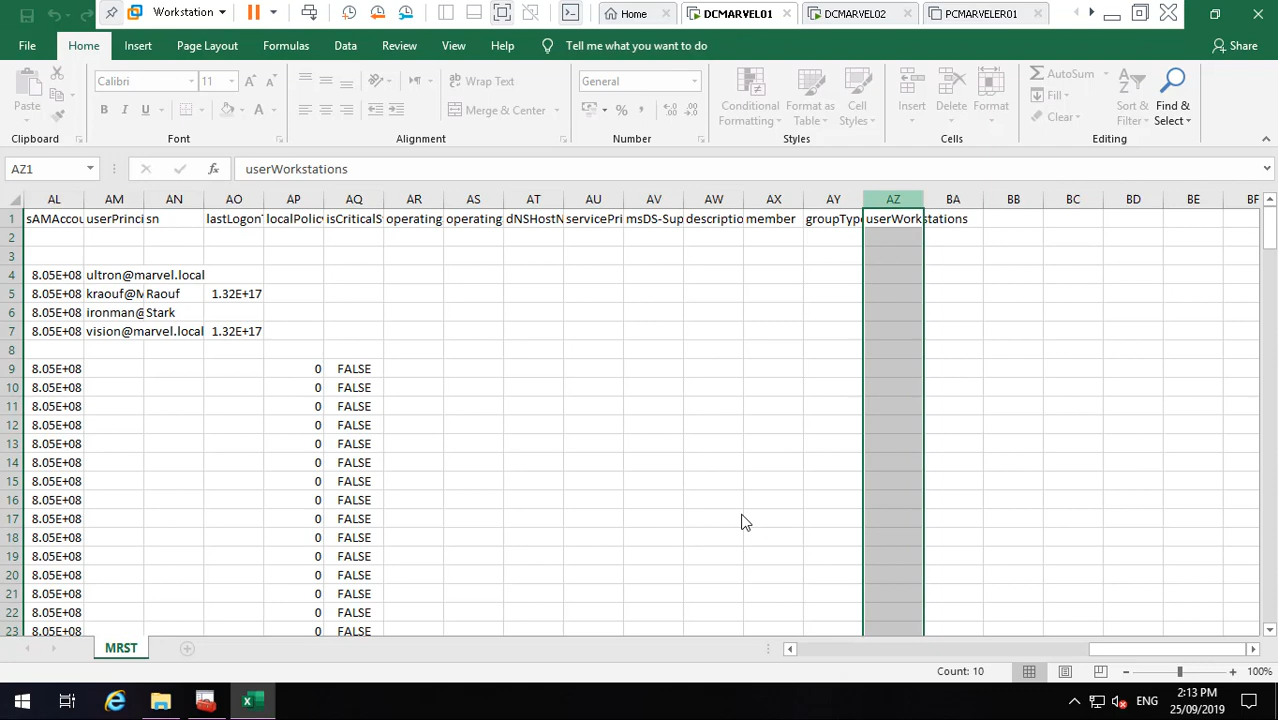 Workstation
Home
DCMARVEL01
DCMARVEL02
PCMARVELER01
File Home Insert Page Layout Formulas Data Review View Help Tell me what you want to do Share
Paste
Calibri 11
Wrap Text
Merge & Center
General
Conditional Formatting
Format as Table
Cell Styles
Insert
Delete
Format
AutoSum
Fill
Clear
Sort & Filter
Find & Select
Clipboard Font Alignment Number Styles Cells Editing
AZ1 fx userWorkstations
AL AM AN AO AP AQ AR AS AT AU AV AW AX AY AZ BA BB BC BD BE BF
1 sAMAccou userPrinci sn lastLogonT localPolicy isCriticalS operating operating dNSHostN servicePri msDS-Sup descriptio member groupType userWorkstations
2
3
4 8.05E+08 ultron@marvel.local
5 8.05E+08 kraouf@M Raouf 1.32E+17
6 8.05E+08 ironman@ Stark
7 8.05E+08 vision@marvel.local 1.32E+17
8
9 8.05E+08 0 FALSE
10 8.05E+08 0 FALSE
11 8.05E+08 0 FALSE
12 8.05E+08 0 FALSE
13 8.05E+08 0 FALSE
14 8.05E+08 0 FALSE
15 8.05E+08 0 FALSE
16 8.05E+08 0 FALSE
17 8.05E+08 0 FALSE
18 8.05E+08 0 FALSE
19 8.05E+08 0 FALSE
20 8.05E+08 0 FALSE
21 8.05E+08 0 FALSE
22 8.05E+08 0 FALSE
23 8.05E+08 0 FALSE
MRST
Count: 10 100%
ENG 2:13 PM
25/09/2019